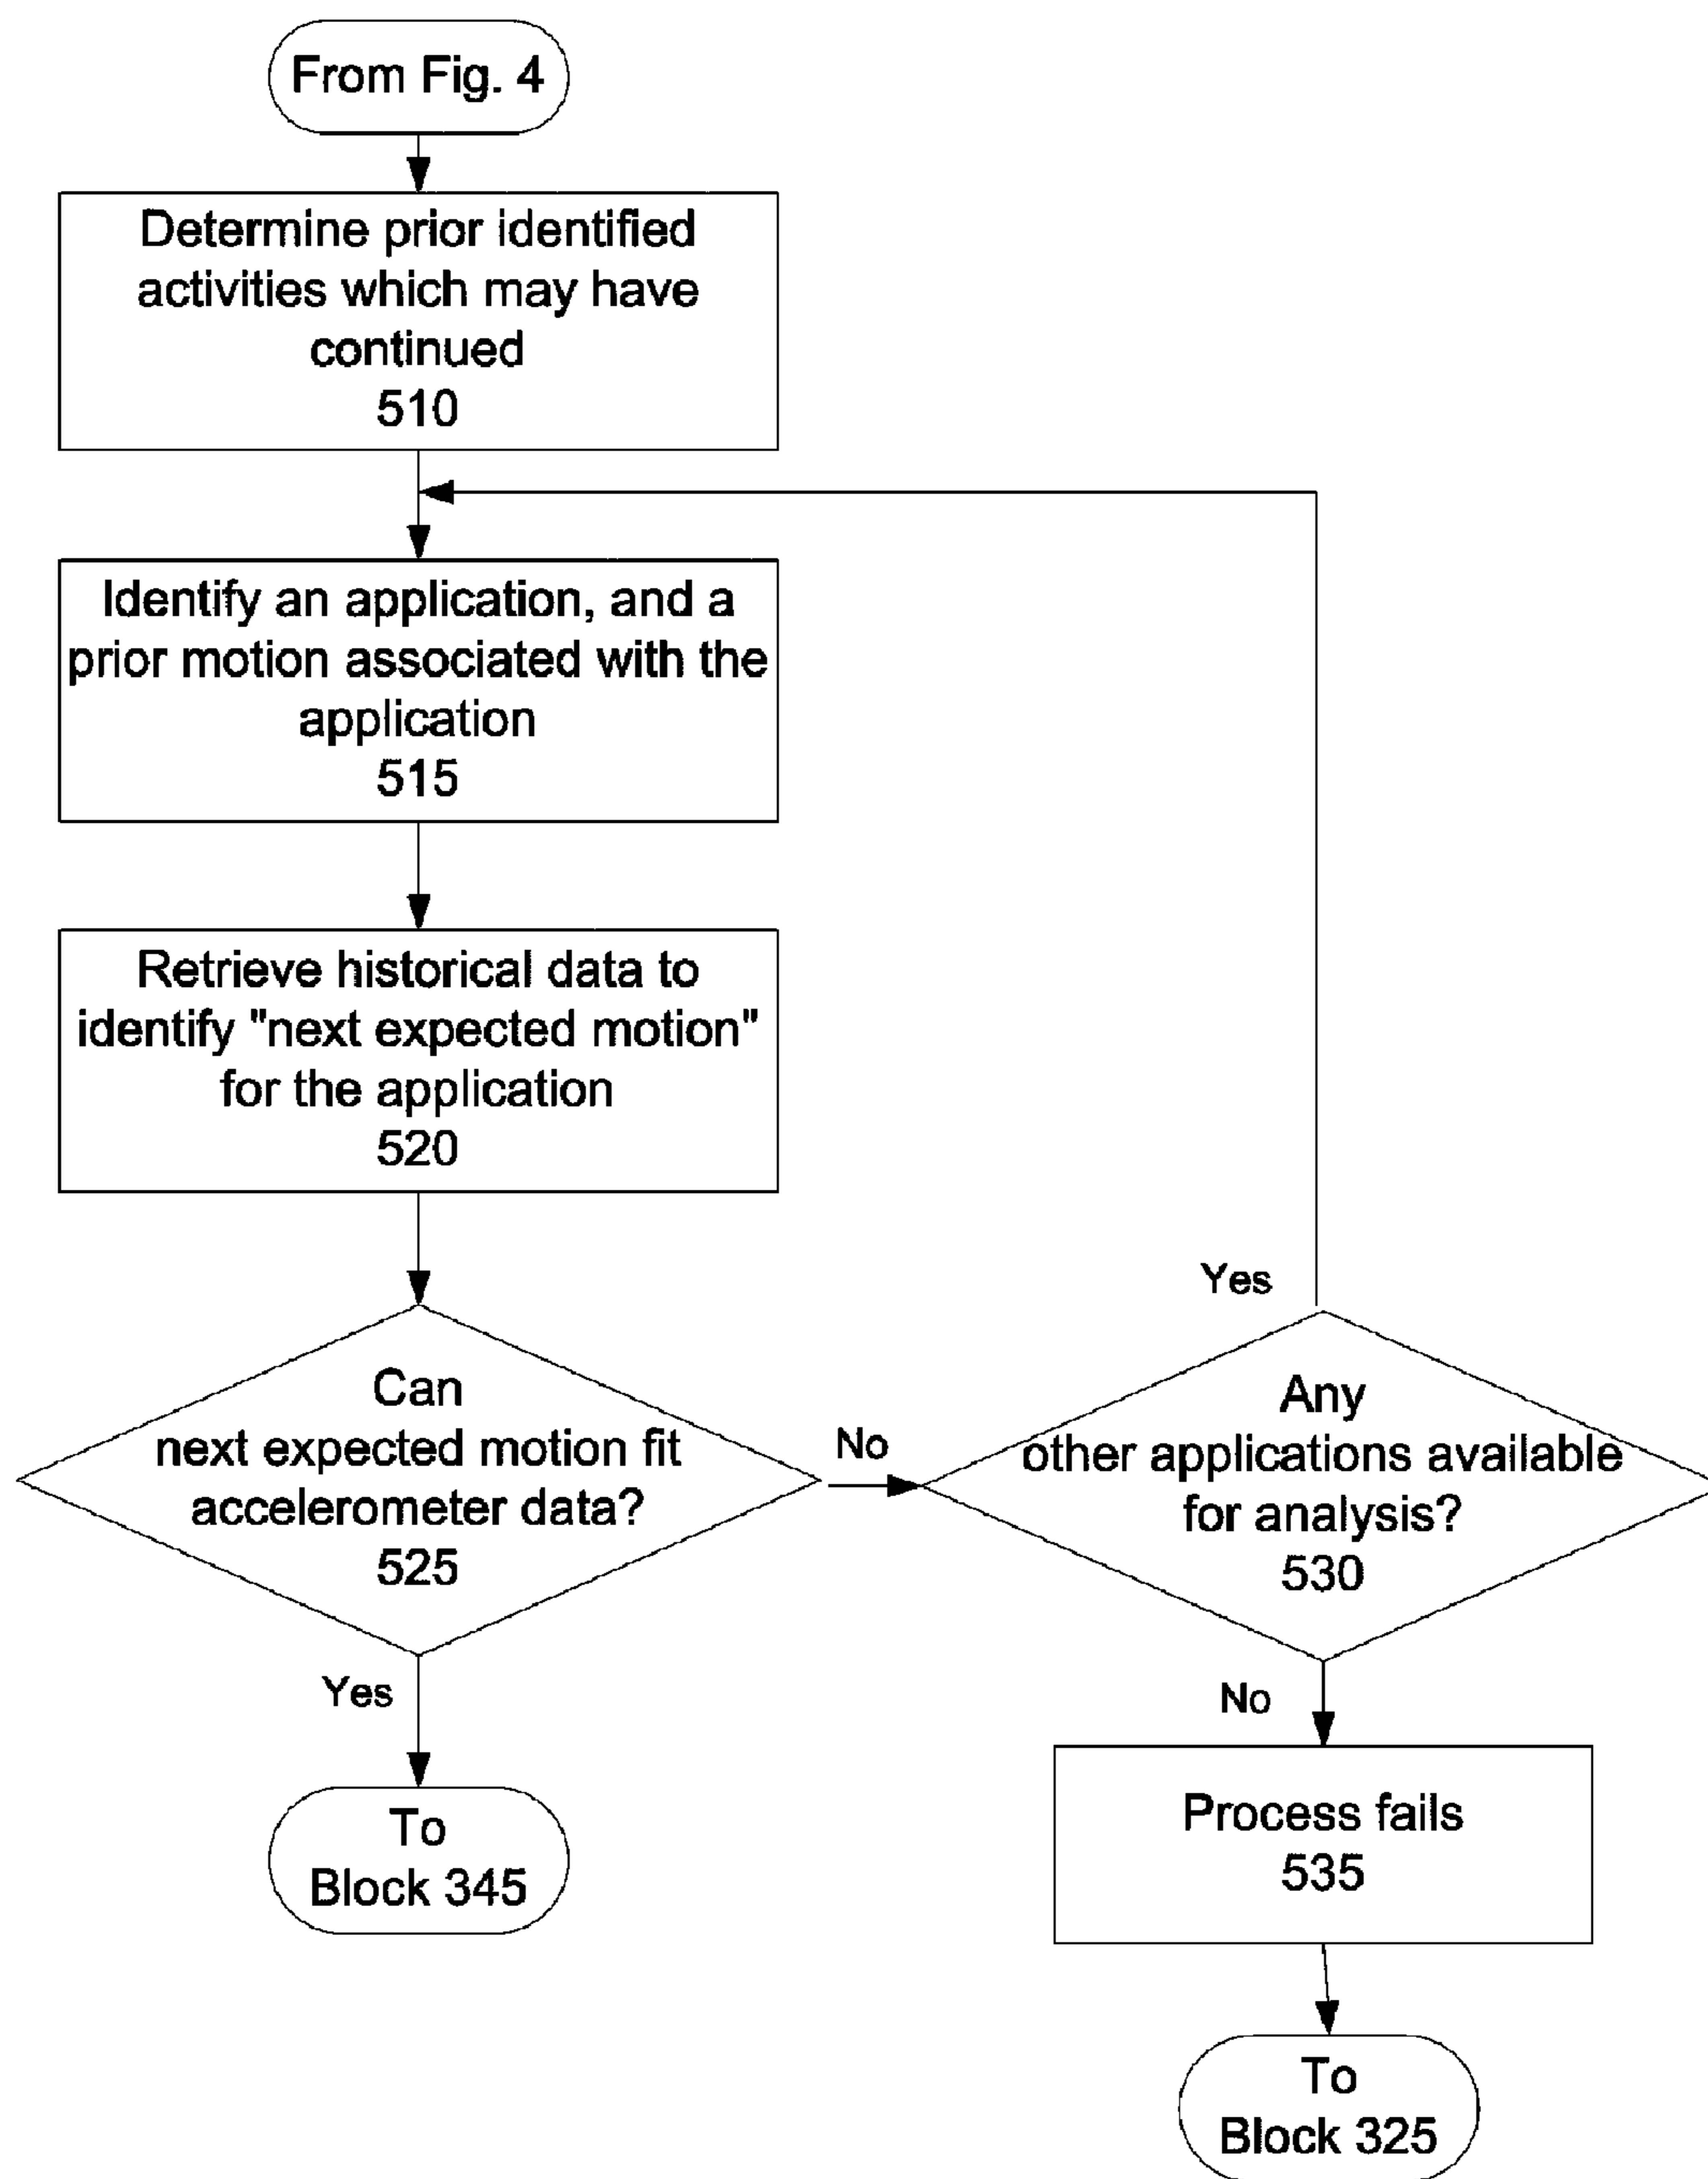 From Fig. 4
Determine prior identified
activities which may have
continued
510
Identify an application, and a
prior motion associated with the
application
515
Retrieve historical data to
identify "next expected motion"
for the application
520
Can
next expected motion fit
accelerometer data?
525
Yes
To
Block 345
No
Any
other applications available
for analysis?
530
Yes
No
Process fails
535
To
Block 325